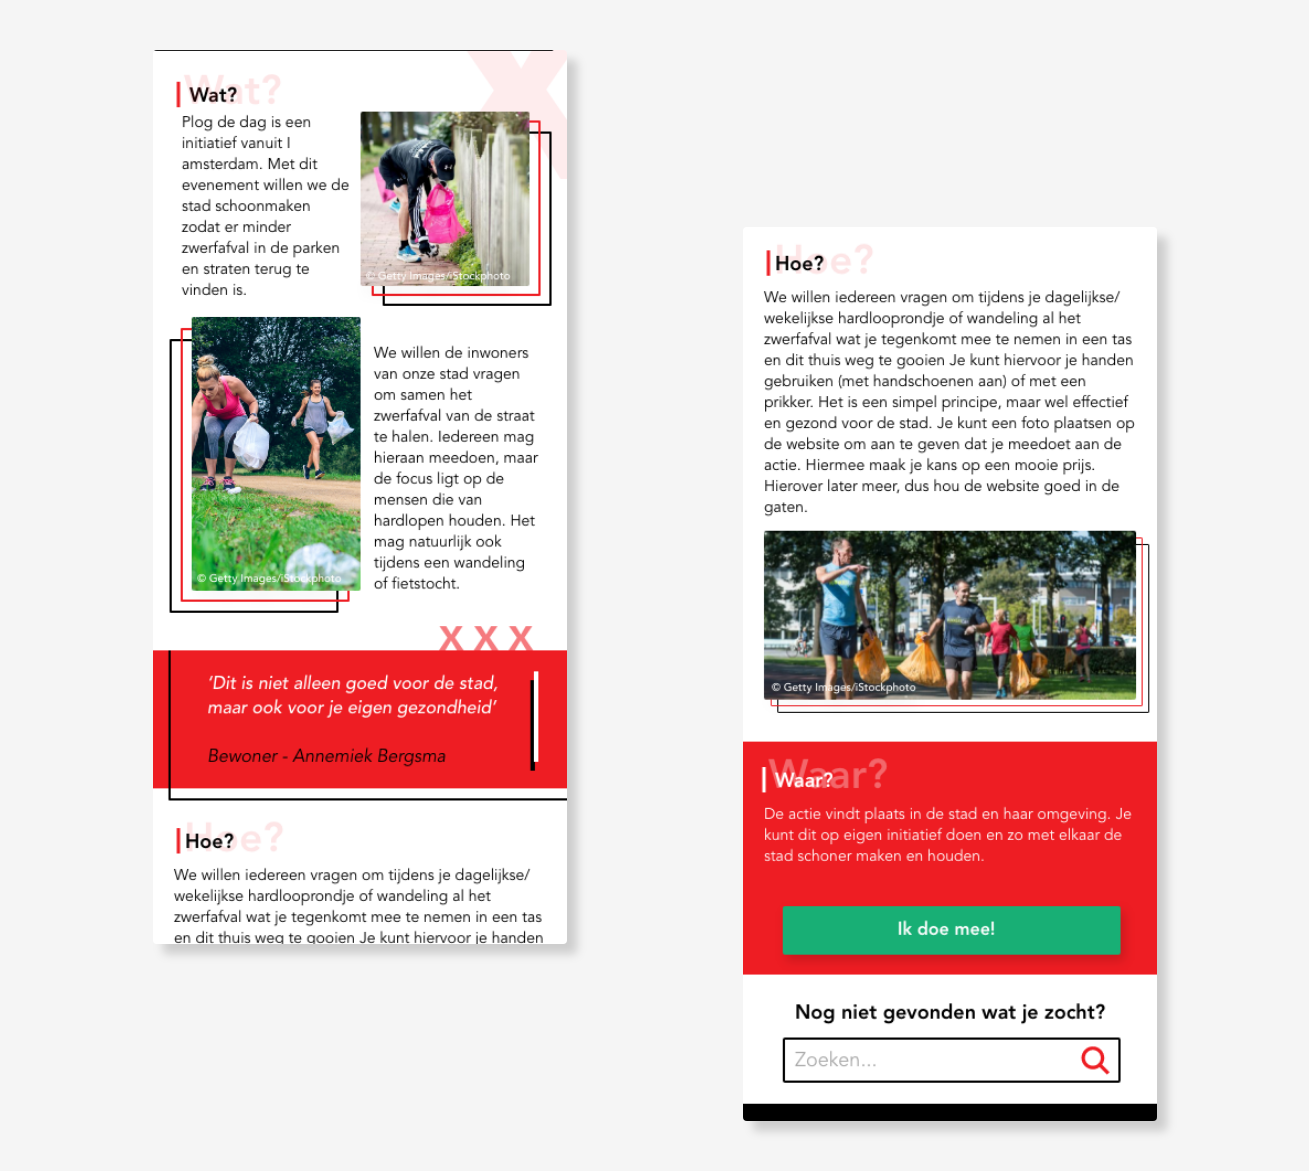 Wat?
Wat?
Plog de dag is een
initiatief vanuit I
amsterdam. Met dit
evenement willen we de
stad schoonmaken
zodat er minder
zwerfafval in de parken
en straten terug te
vinden is.
© Getty Images/iStockphoto
We willen de inwoners
van onze stad vragen
om samen het
zwerfafval van de straat
te halen. Iedereen mag
hieraan meedoen, maar
de focus ligt op de
mensen die van
hardlopen houden. Het
mag natuurlijk ook
tijdens een wandeling
of fietstocht.
© Getty Images/iStockphoto
X X X
‘Dit is niet alleen goed voor de stad,
maar ook voor je eigen gezondheid’
Bewoner - Annemiek Bergsma
Hoe?
Hoe?
We willen iedereen vragen om tijdens je dagelijkse/
wekelijkse hardlooprondje of wandeling al het
zwerfafval wat je tegenkomt mee te nemen in een tas
en dit thuis weg te gooien Je kunt hiervoor je handen
Hoe?
Hoe?
We willen iedereen vragen om tijdens je dagelijkse/
wekelijkse hardlooprondje of wandeling al het
zwerfafval wat je tegenkomt mee te nemen in een tas
en dit thuis weg te gooien Je kunt hiervoor je handen
gebruiken (met handschoenen aan) of met een
prikker. Het is een simpel principe, maar wel effectief
en gezond voor de stad. Je kunt een foto plaatsen op
de website om aan te geven dat je meedoet aan de
actie. Hiermee maak je kans op een mooie prijs.
Hierover later meer, dus hou de website goed in de
gaten.
© Getty Images/iStockphoto
Waar?
Waar?
De actie vindt plaats in de stad en haar omgeving. Je
kunt dit op eigen initiatief doen en zo met elkaar de
stad schoner maken en houden.
Ik doe mee!
Nog niet gevonden wat je zocht?
Zoeken...